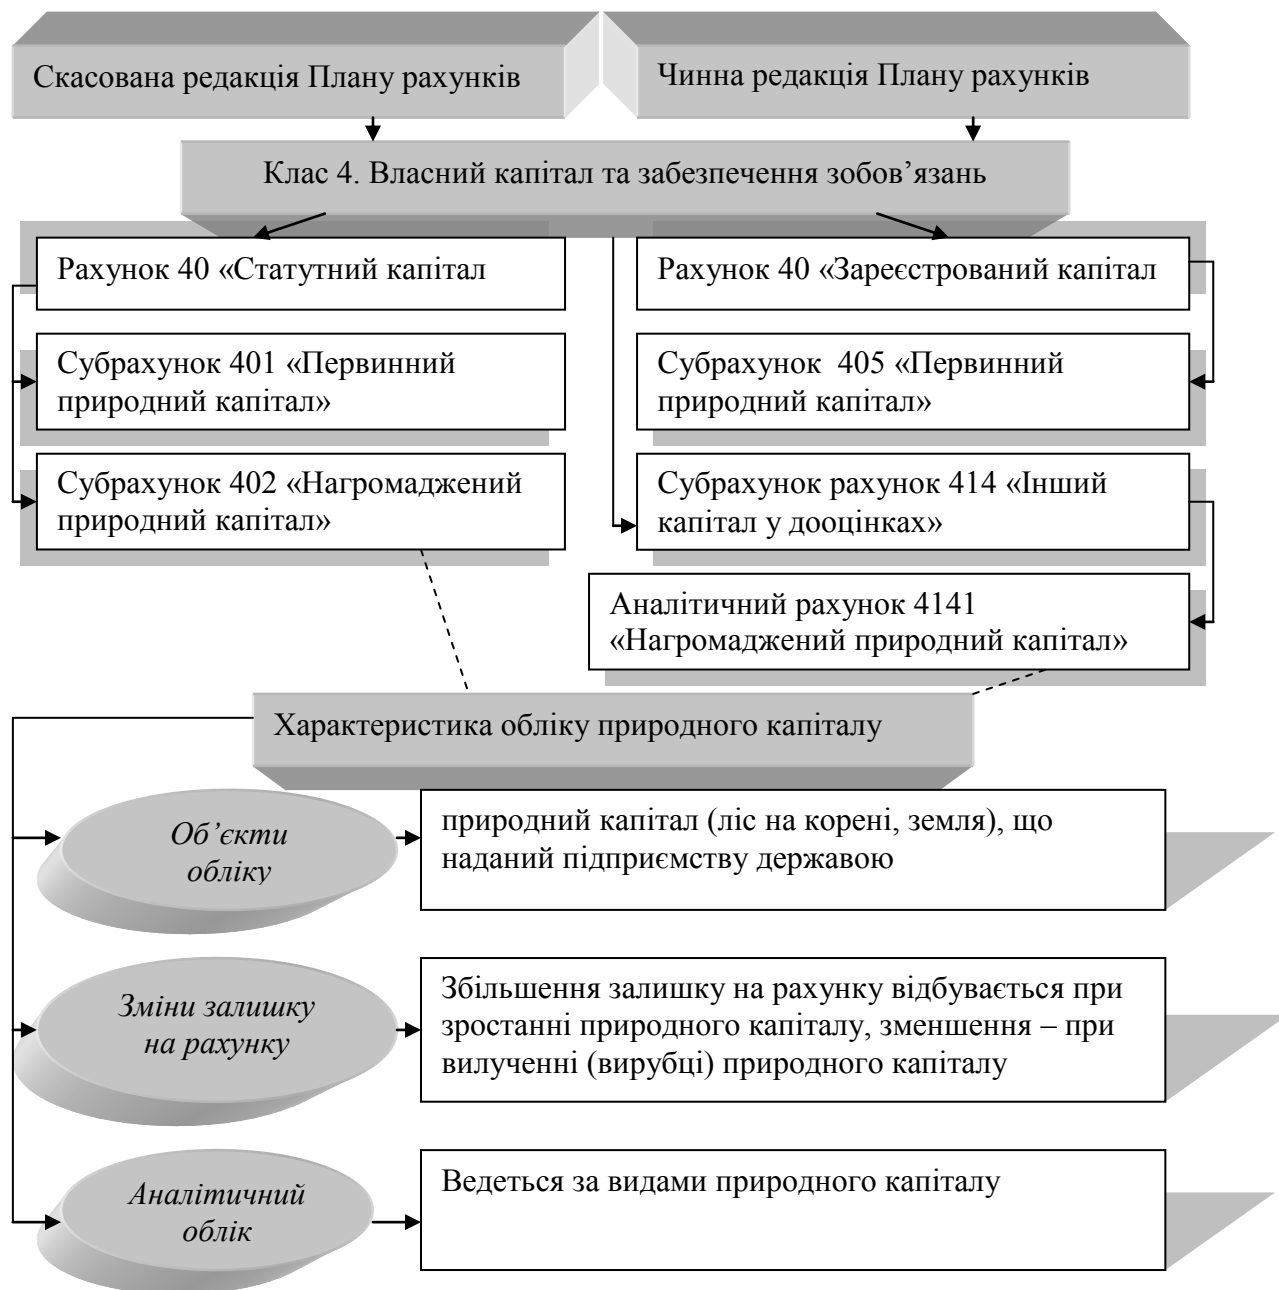 Скасована редакція Плану рахунків
Чинна редакція Плану рахунків
Клас 4. Власний капітал та забезпечення зобов’язань
Рахунок 40 «Статутний капітал
Субрахунок 401 «Первинний
природний капітал»
Субрахунок 402 «Нагромаджений
природний капітал»
Рахунок 40 «Зареєстрований капітал
Субрахунок  405 «Первинний
природний капітал»
Субрахунок рахунок 414 «Інший
капітал у дооцінках»
Аналітичний рахунок 4141
«Нагромаджений природний капітал»
Характеристика обліку природного капіталу
Об’єкти
обліку
природний капітал (ліс на корені, земля), що
наданий підприємству державою
Зміни залишку
на рахунку
Збільшення залишку на рахунку відбувається при
зростанні природного капіталу, зменшення – при
вилученні (вирубці) природного капіталу
Аналітичний
облік
Ведеться за видами природного капіталу